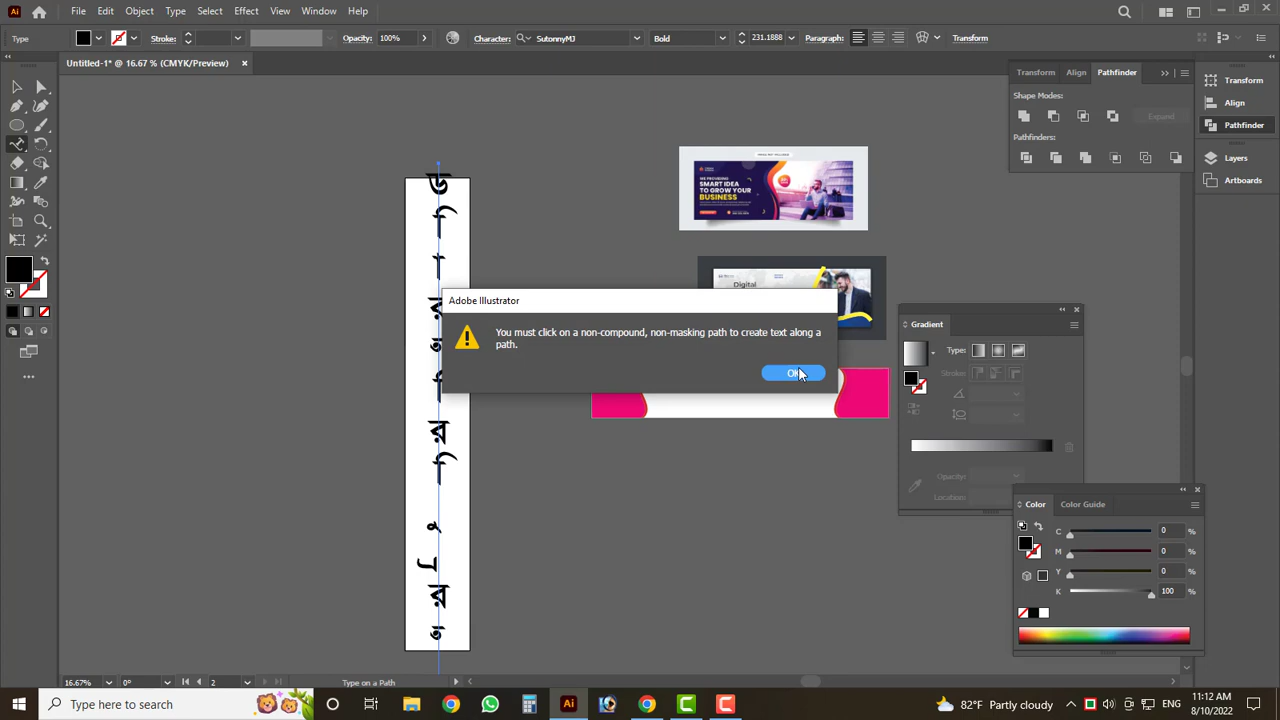 Ai File Edit Object Type Select Effect View Window Help
Type Stroke: Opacity: 100% Character: SutonnyMJ Bold 231.1888 Paragraph: Transform
Untitled-1* @ 16.67 % (CMYK/Preview)
Transform Align Pathfinder
Shape Modes:
Expand
Pathfinders:
Transform
Align
Pathfinder
Layers
Artboards
WE PROVIDING
SMART IDEA
TO GROW YOUR
BUSINESS
Digital
Adobe Illustrator
You must click on a non-compound, non-masking path to create text along a
path.
OK
Gradient
Type:
Stroke:
Opacity:
Location:
Color Color Guide
C 0 %
M 0 %
Y 0 %
K 100 %
16.67% 0° 2 Type on a Path
Type here to search
Ai
82°F Partly cloudy
11:12 AM
8/10/2022